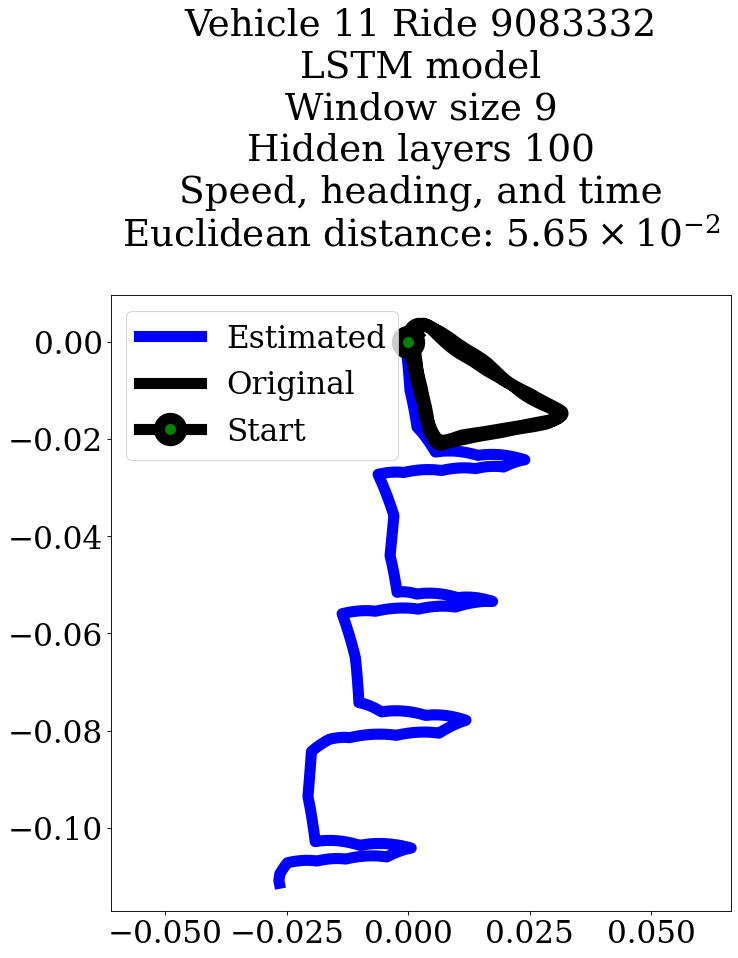 Vehicle 11 Ride 9083332
LSTM model
Window size 9
Hidden layers 100
Speed, heading, and time
Euclidean distance: 5.65 × 10⁻²
Estimated
Original
Start
0.00
−0.02
−0.04
−0.06
−0.08
−0.10
−0.050 −0.025 0.000 0.025 0.050